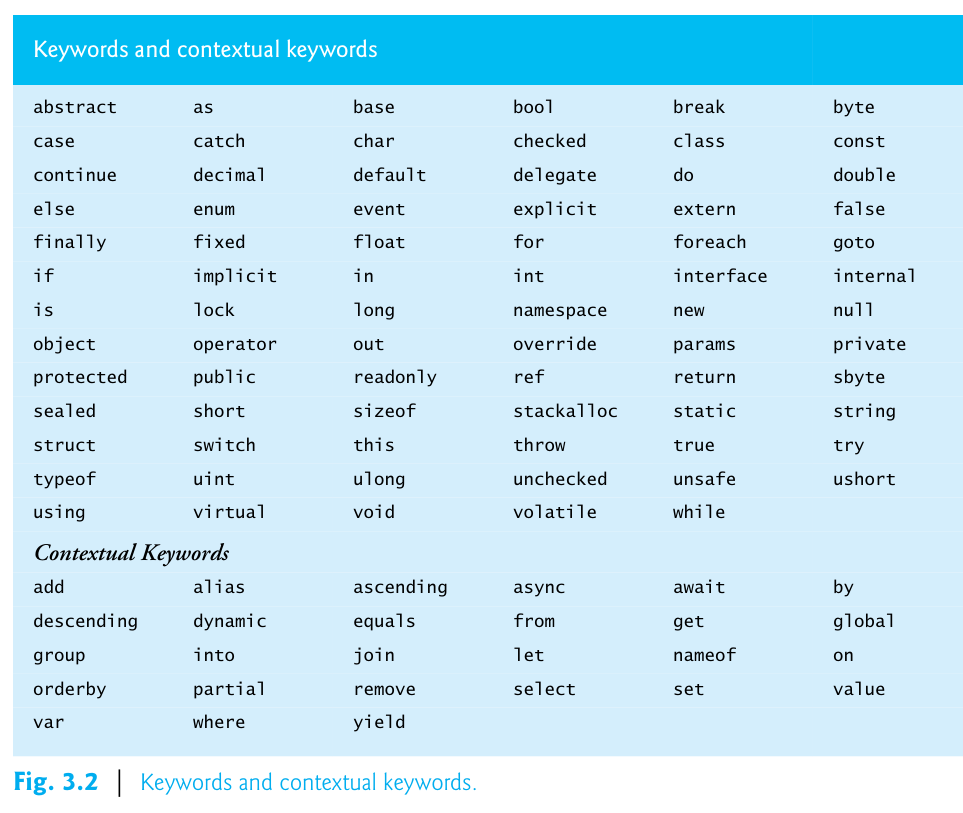 Keywords and contextual keywords
abstract as base bool break byte
case catch char checked class const
continue decimal default delegate do double
else enum event explicit extern false
finally fixed float for foreach goto
if implicit in int interface internal
is lock long namespace new null
object operator out override params private
protected public readonly ref return sbyte
sealed short sizeof stackalloc static string
struct switch this throw true try
typeof uint ulong unchecked unsafe ushort
using virtual void volatile while
Contextual Keywords
add alias ascending async await by
descending dynamic equals from get global
group into join let nameof on
orderby partial remove select set value
var where yield
Fig. 3.2 | Keywords and contextual keywords.